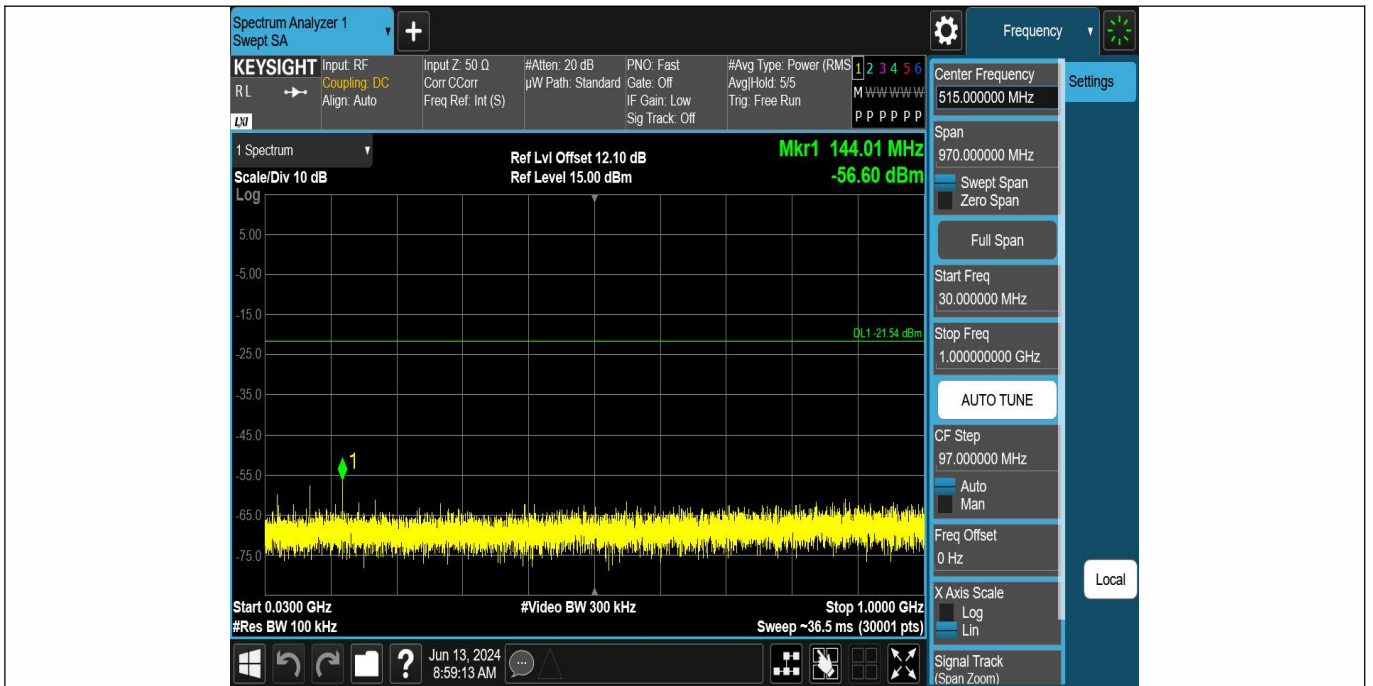 Spectrum Analyzer 1
Swept SA
+
Frequency
KEYSIGHT
RL
LXI
Input: RF
Coupling: DC
Align: Auto
Input Z: 50 Ω
Corr CCorr
Freq Ref: Int (S)
#Atten: 20 dB
µW Path: Standard
PNO: Fast
Gate: Off
IF Gain: Low
Sig Track: Off
#Avg Type: Power (RMS
Avg|Hold: 5/5
Trig: Free Run
1 2 3 4 5 6
M W W W W W
P P P P P P
1 Spectrum
Scale/Div 10 dB
Log
Ref Lvl Offset 12.10 dB
Ref Level 15.00 dBm
Mkr1 144.01 MHz
-56.60 dBm
5.00
-5.00
-15.0
DL1 -21.54 dBm
-25.0
-35.0
-45.0
1
-55.0
-65.0
-75.0
Start 0.0300 GHz
#Res BW 100 kHz
#Video BW 300 kHz
Stop 1.0000 GHz
Sweep ~36.5 ms (30001 pts)
?
Jun 13, 2024
8:59:13 AM
Center Frequency
515.000000 MHz
Settings
Span
970.000000 MHz
Swept Span
Zero Span
Full Span
Start Freq
30.000000 MHz
Stop Freq
1.000000000 GHz
AUTO TUNE
CF Step
97.000000 MHz
Auto
Man
Freq Offset
0 Hz
X Axis Scale
Log
Lin
Local
Signal Track
(Span Zoom)